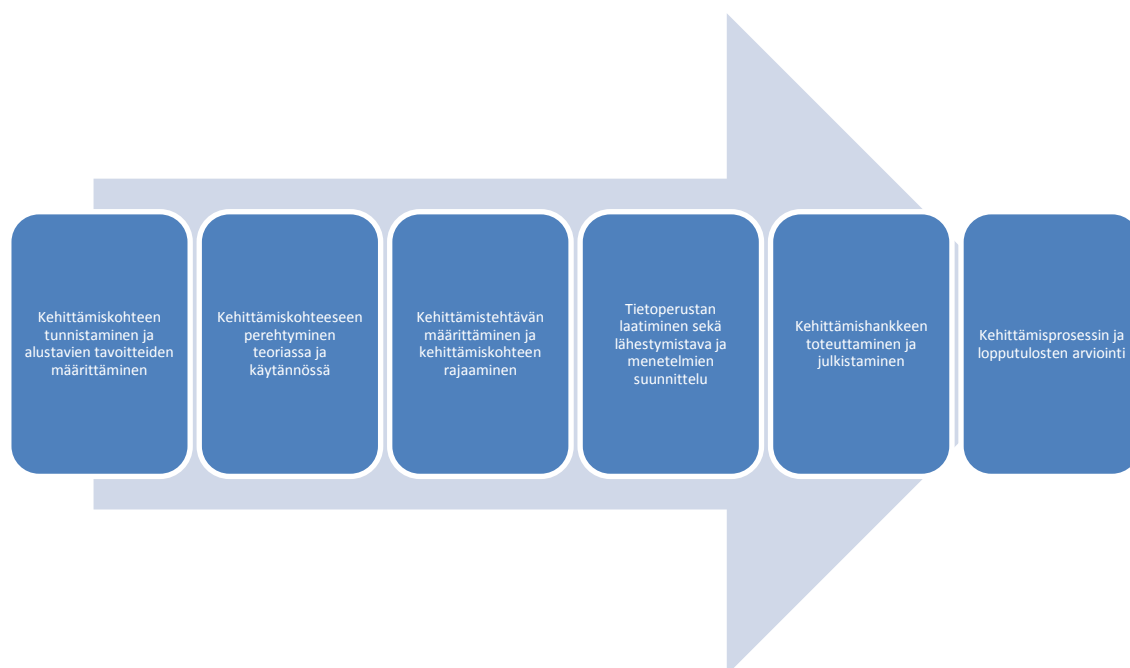 Kehittämiskohteen
tunnistaminen ja
alustavien tavoitteiden
määrittäminen
Kehittämiskohteeseen
perehtyminen
teoriassa ja
käytännössä
Kehittämistehtävän
määrittäminen ja
kehittämiskohteen
rajaaminen
Tietoperustan
laatiminen sekä
lähestymistava ja
menetelmien
suunnittelu
Kehittämishankkeen
toteuttaminen ja
julkistaminen
Kehittämisprosessin ja
lopputulosten arviointi